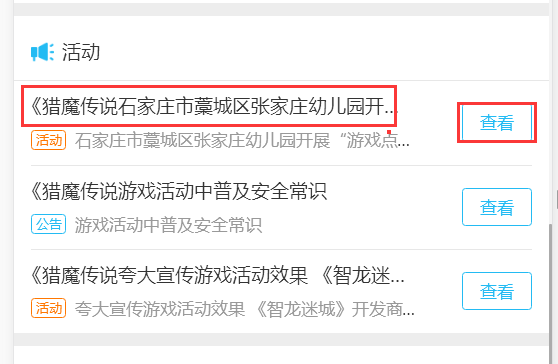 活动
《猎魔传说石家庄市藁城区张家庄幼儿园开...
查看
活动 石家庄市藁城区张家庄幼儿园开展“游戏点...
《猎魔传说游戏活动中普及安全常识
查看
公告 游戏活动中普及安全常识
《猎魔传说夸大宣传游戏活动效果 《智龙迷...
查看
活动 夸大宣传游戏活动效果 《智龙迷城》开发商...